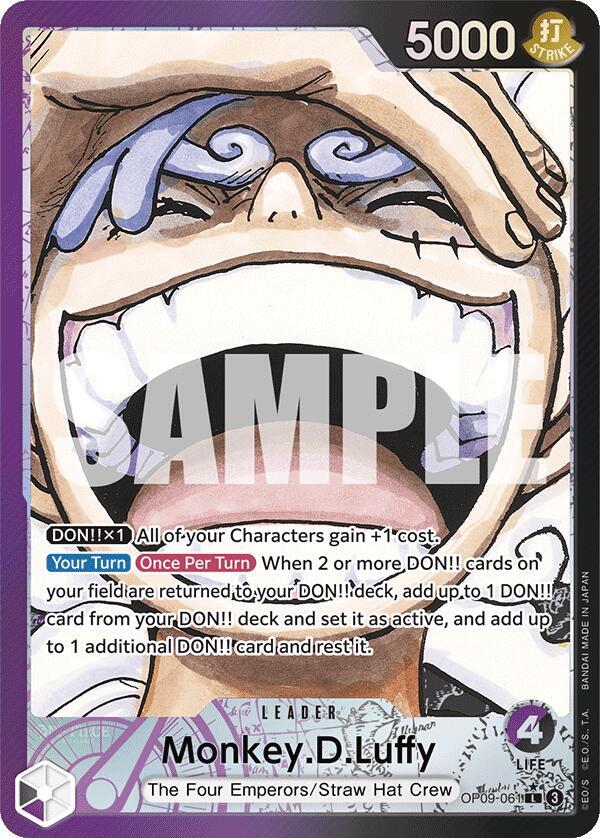 5000
打
STRIKE
SAMPLE
DON!!×1 All of your Characters gain +1 cost.
Your Turn Once Per Turn When 2 or more DON!! cards on
your field are returned to your DON!! deck, add up to 1 DON!!
card from your DON!! deck and set it as active, and add up
to 1 additional DON!! card and rest it.
LEADER
Monkey.D.Luffy
The Four Emperors/Straw Hat Crew
4
LIFE
OP09-061 L 3
©E/S ©E.O./S., T.A. BANDAI MADE IN JAPAN